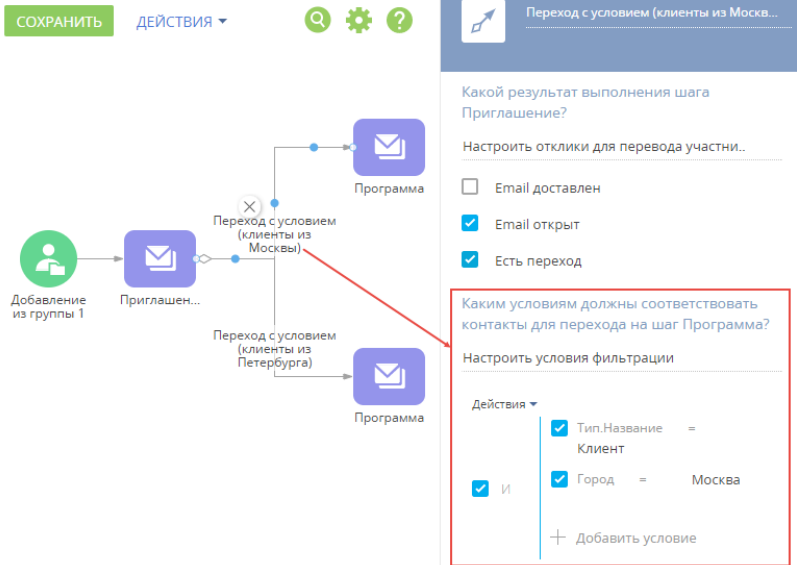 СОХРАНИТЬ
ДЕЙСТВИЯ
Программа
Переход с условием
(клиенты из
Москвы)
Добавление
из группы 1
Приглашен...
Переход с условием
(клиенты из
Петербурга)
Программа
Переход с условием (клиенты из Москв...
Какой результат выполнения шага
Приглашение?
Настроить отклики для перевода участни..
Email доставлен
Email открыт
Есть переход
Каким условиям должны соответствовать
контакты для перехода на шаг Программа?
Настроить условия фильтрации
Действия
Тип.Название =
Клиент
И
Город = Москва
Добавить условие